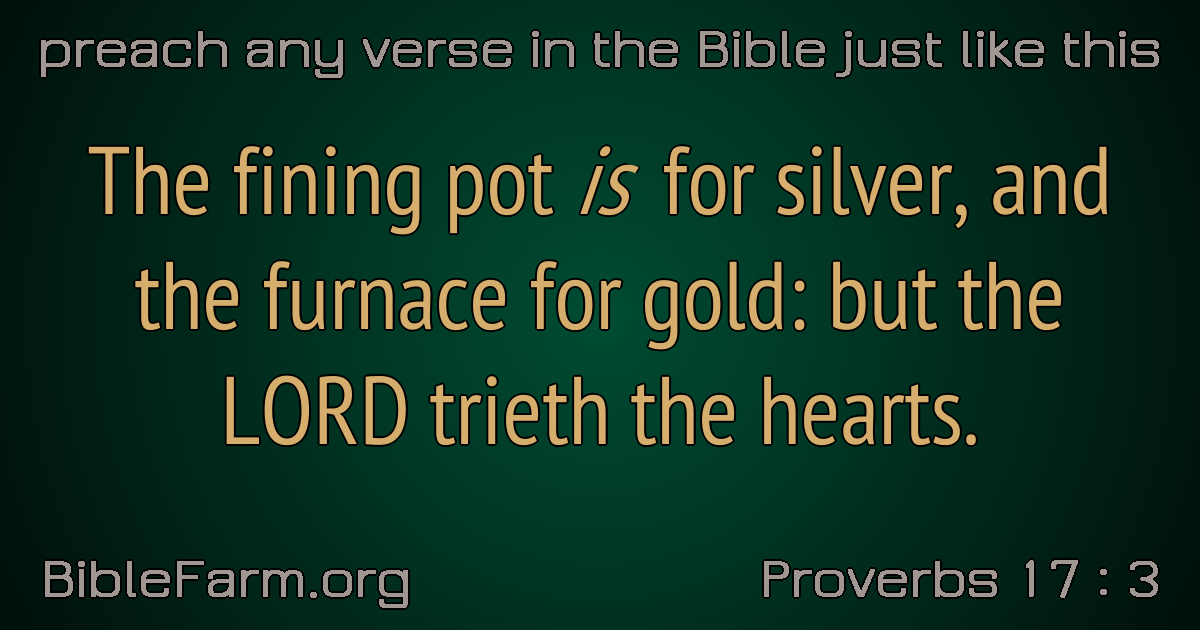 preach any verse in the Bible just like this
The fining pot is for silver, and
the furnace for gold: but the
LORD trieth the hearts.
BibleFarm.org
Proverbs 17 : 3